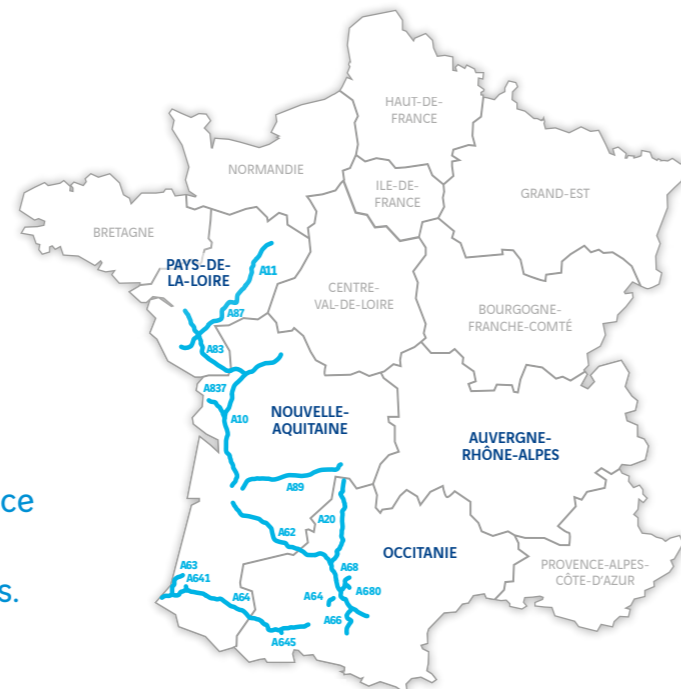 HAUT-DE-
FRANCE
NORMANDIE
ILE-DE-
FRANCE
GRAND-EST
BRETAGNE
PAYS-DE-
LA-LOIRE
A11
CENTRE-
VAL-DE-LOIRE
A87
BOURGOGNE-
FRANCHE-COMTÉ
A83
A837
A10
NOUVELLE-
AQUITAINE
AUVERGNE-
RHÔNE-ALPES
A89
ce
A20
A62
OCCITANIE
A63
A641
A68
PROVENCE-ALPES-
CÔTE-D'AZUR
s.
A64
A64
A680
A66
A645